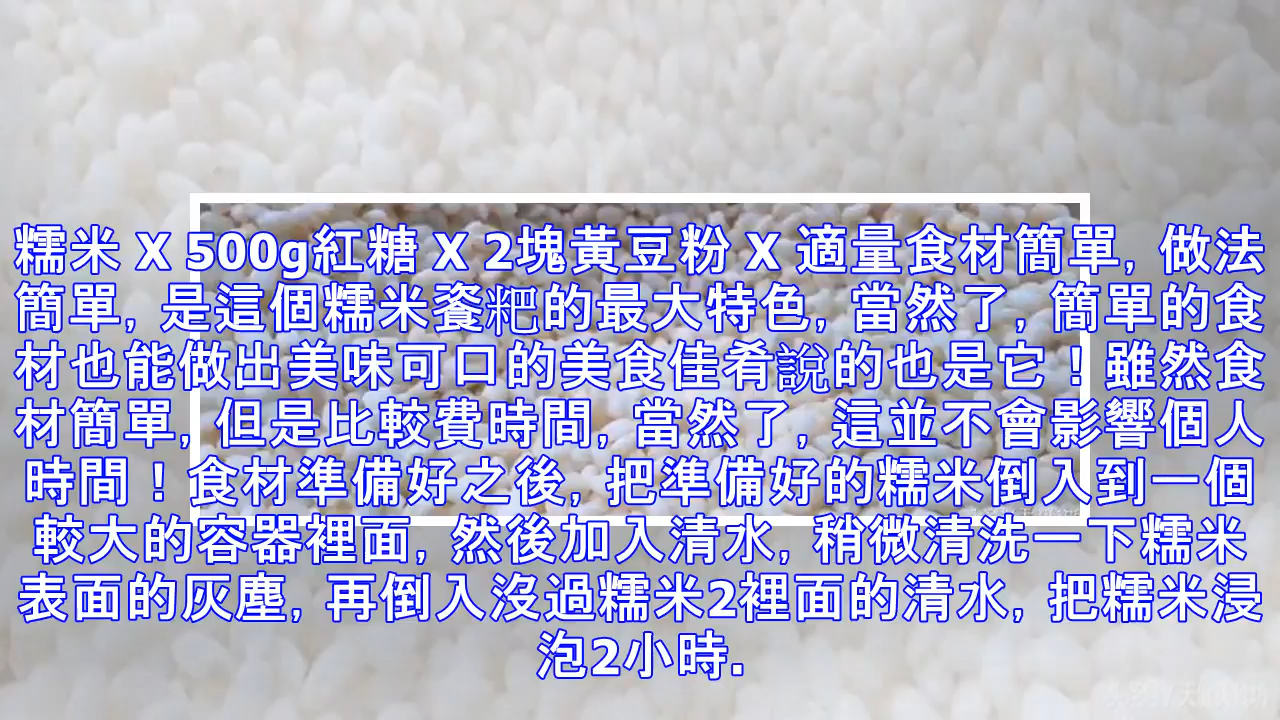 糯米 X 500g紅糖 X 2塊黃豆粉 X 適量食材簡單, 做法
簡單, 是這個糯米餈粑的最大特色, 當然了, 簡單的食
材也能做出美味可口的美食佳肴說的也是它！雖然食
材簡單, 但是比較費時間, 當然了, 這並不會影響個人
時間！食材準備好之後, 把準備好的糯米倒入到一個
較大的容器裡面, 然後加入清水, 稍微清洗一下糯米
表面的灰塵, 再倒入沒過糯米2裡面的清水, 把糯米浸
泡2小時.